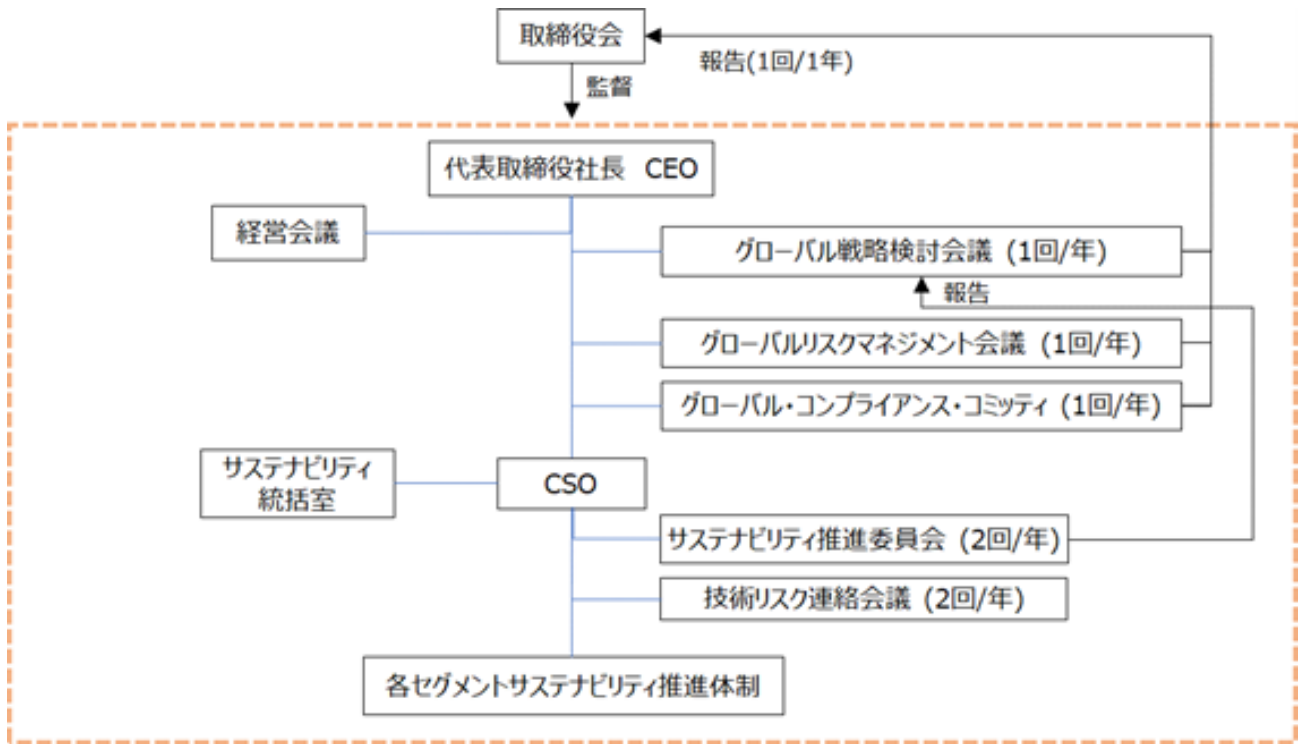 取締役会
報告(1回/1年)
監督
代表取締役社長 CEO
経営会議
グローバル戦略検討会議 (1回/年)
報告
グローバルリスクマネジメント会議 (1回/年)
グローバル・コンプライアンス・コミッティ (1回/年)
サステナビリティ
統括室
CSO
サステナビリティ推進委員会 (2回/年)
技術リスク連絡会議 (2回/年)
各セグメントサステナビリティ推進体制